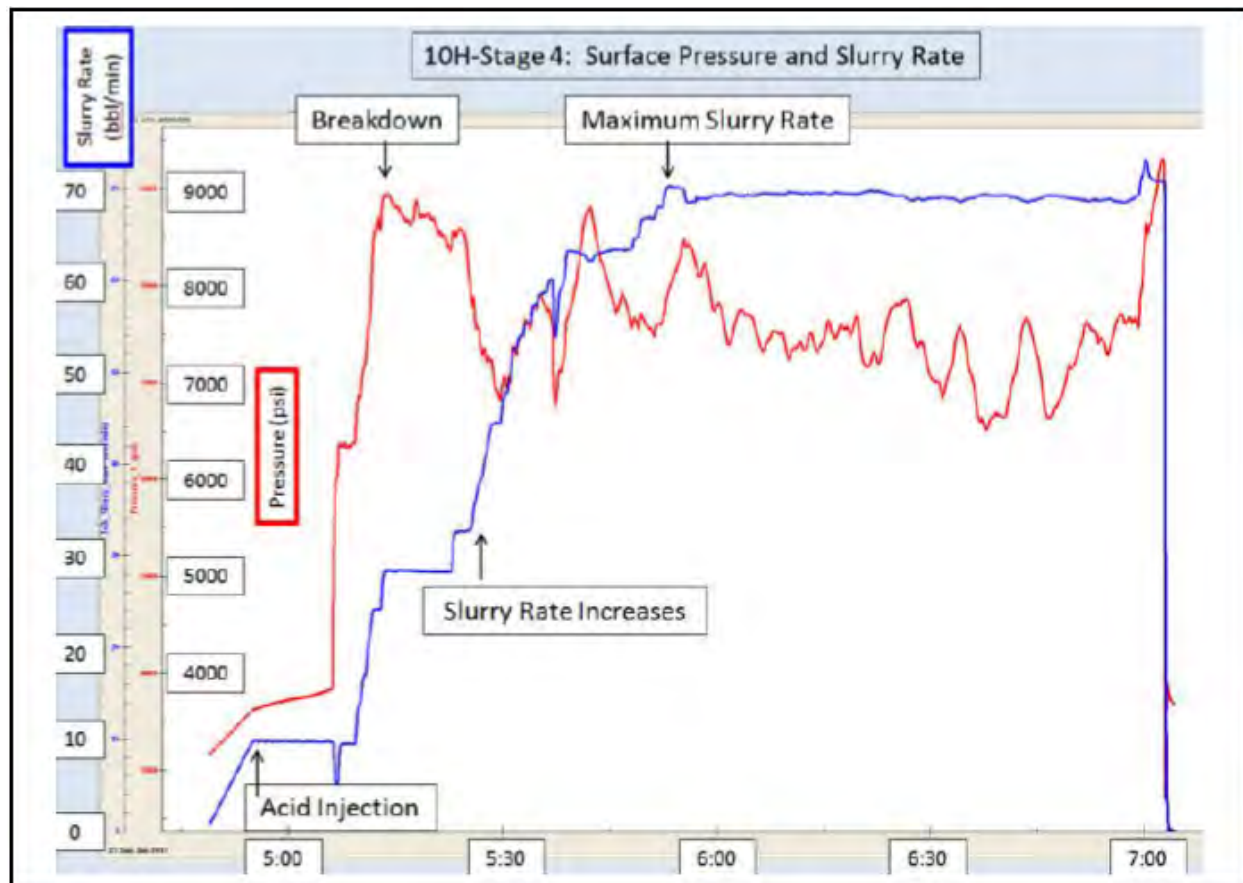 10H-Stage 4: Surface Pressure and Slurry Rate
Slurry Rate
(bbl/min)
Breakdown
Maximum Slurry Rate
70
60
50
40
30
20
10
0
9000
8000
7000
6000
5000
4000
Pressure (psi)
Slurry Rate Increases
Acid Injection
5:00
5:30
6:00
6:30
7:00